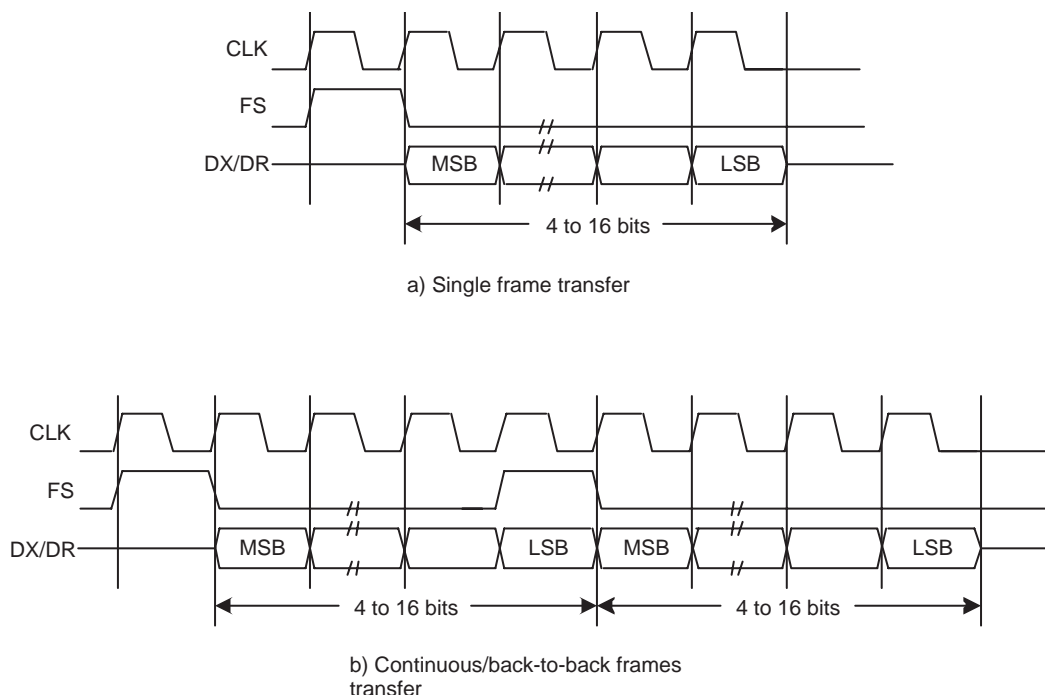 CLK
FS
DX/DR
MSB
LSB
4 to 16 bits
a) Single frame transfer
CLK
FS
DX/DR
MSB
LSB
MSB
LSB
4 to 16 bits
4 to 16 bits
b) Continuous/back-to-back frames
transfer